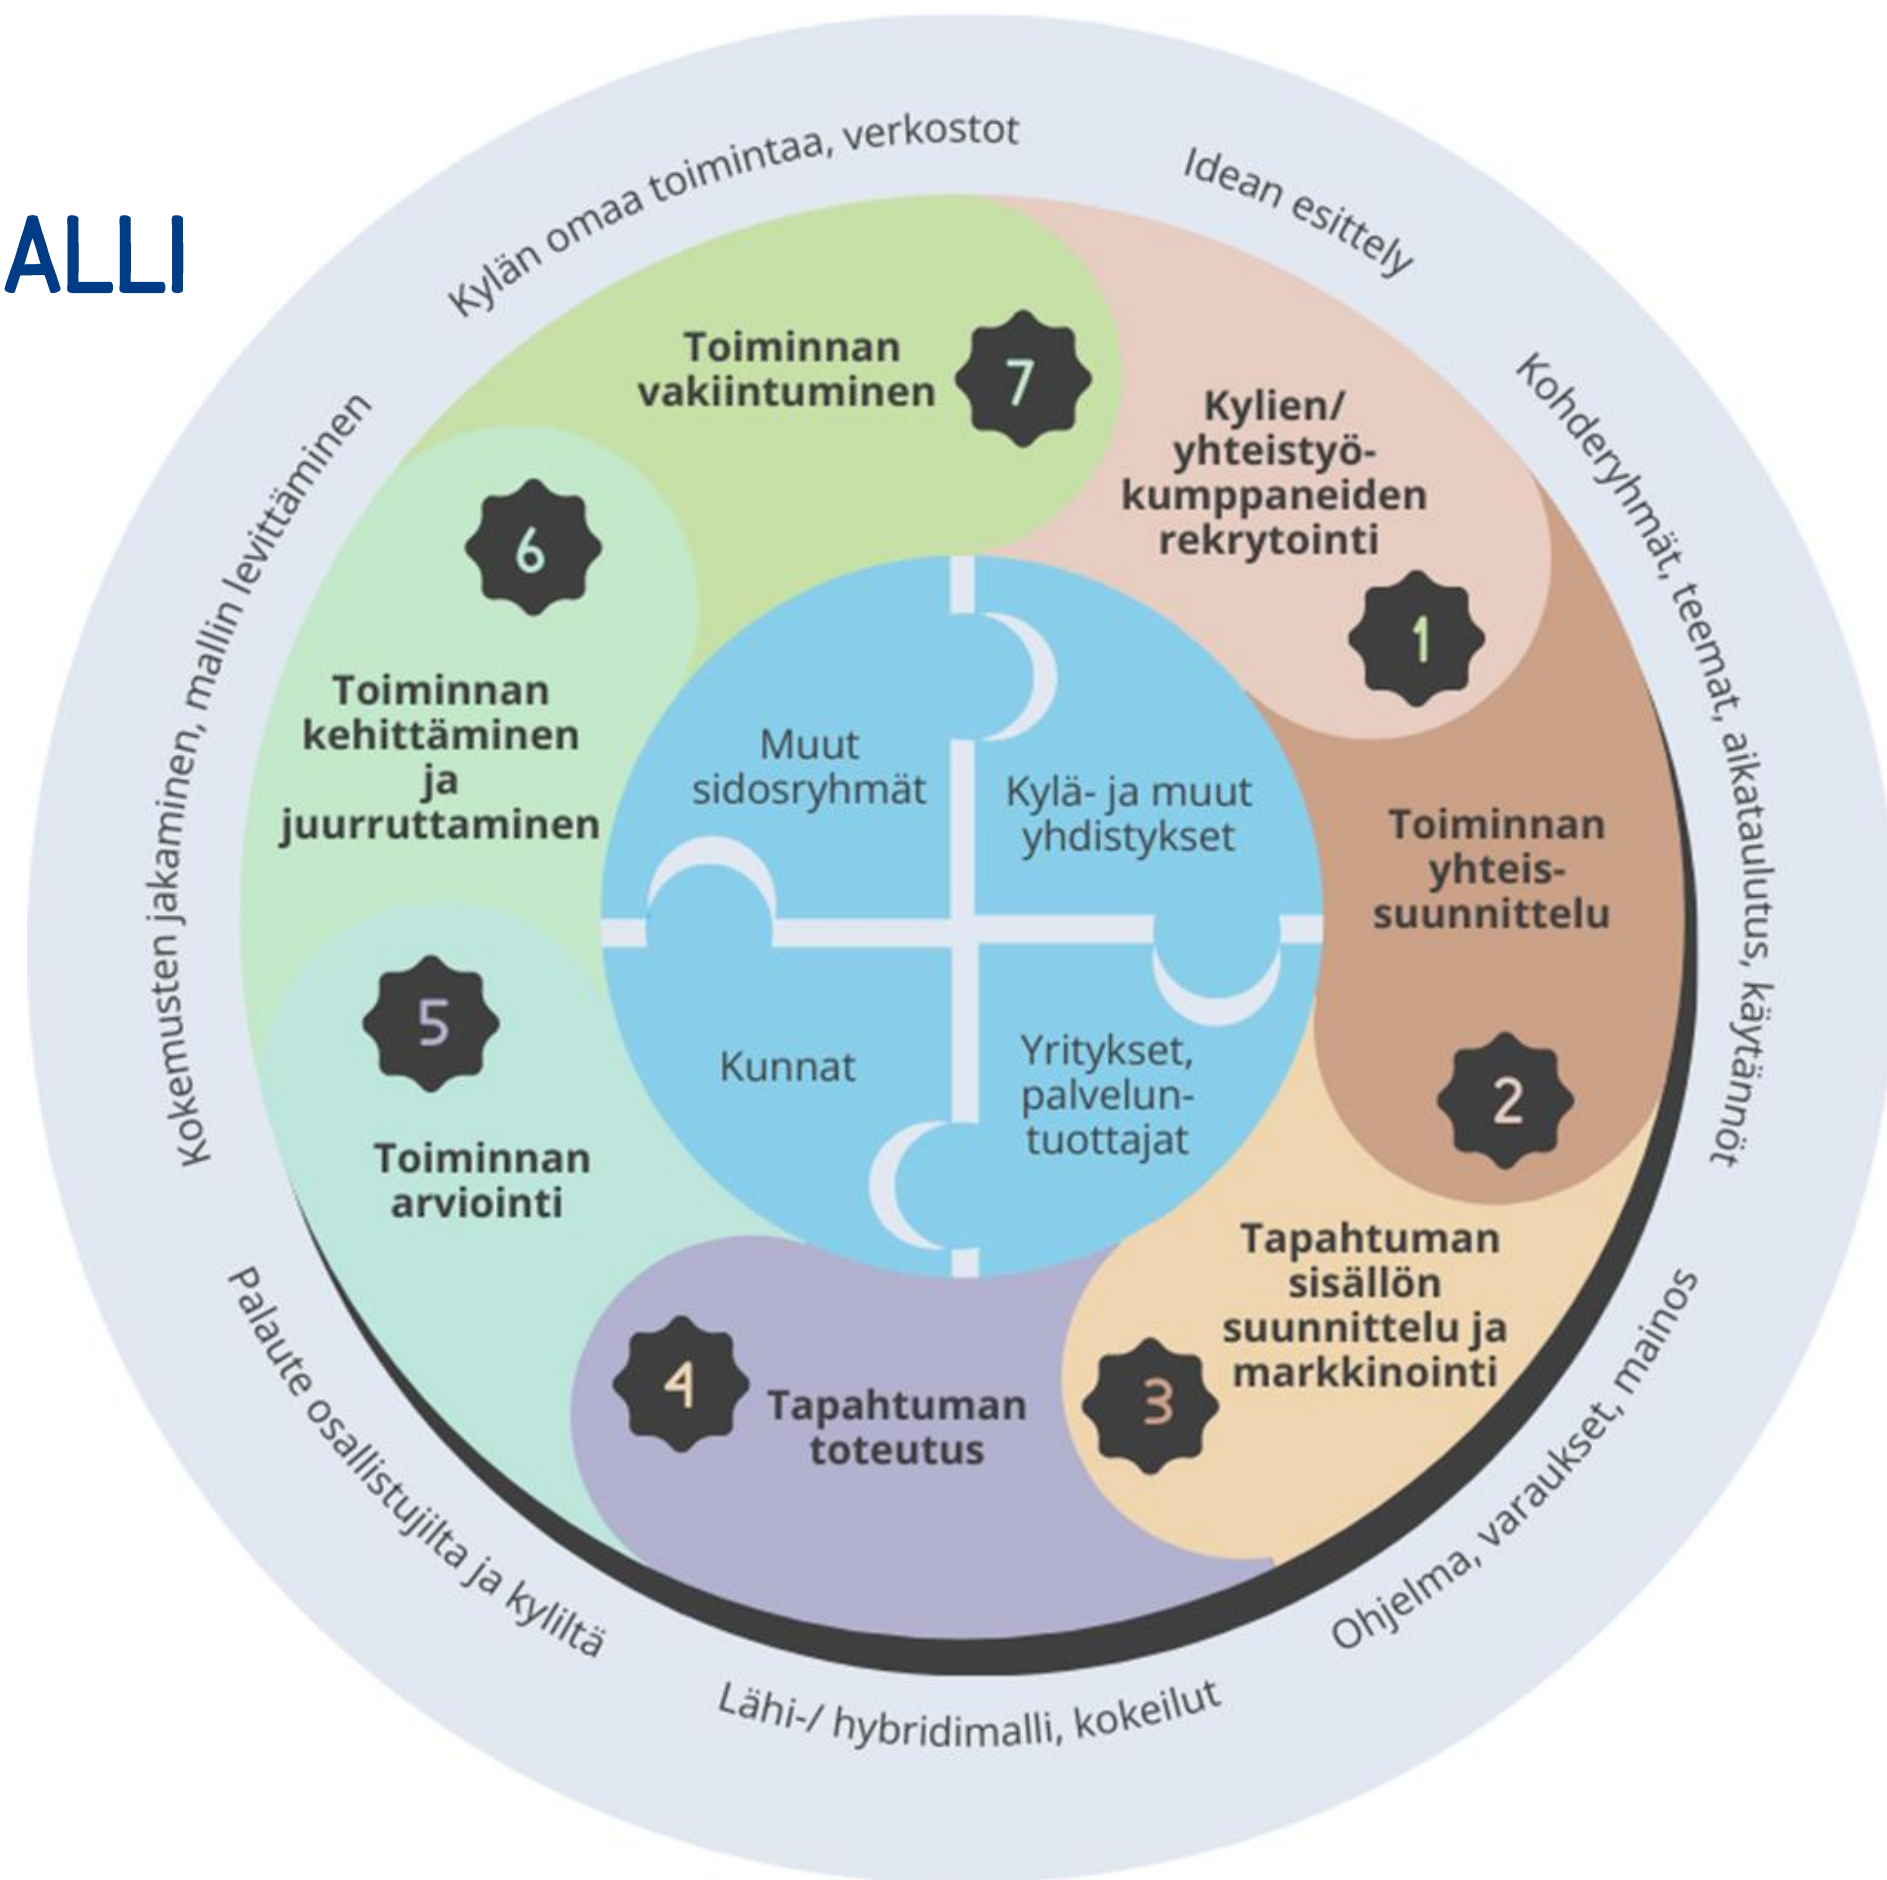 ALLI
Idean esittely
Kohderyhmät, teemat, aikataulutus, käytännöt
Ohjelma, varaukset, mainos
Lähi-/ hybridimalli, kokeilut
Palaute osallistujilta ja kyliltä
Kokemusten jakaminen, mallin levittäminen
Kylän omaa toimintaa, verkostot
Kylien/
yhteistyö-
kumppaneiden
rekrytointi
1
Toiminnan
yhteis-
suunnittelu
2
Tapahtuman
sisällön
suunnittelu ja
markkinointi
3
Tapahtuman
toteutus
4
Toiminnan
arviointi
5
Toiminnan
kehittäminen
ja
juurruttaminen
6
Toiminnan
vakiintuminen
7
Muut
sidosryhmät
Kylä- ja muut
yhdistykset
Kunnat
Yritykset,
palvelun-
tuottajat